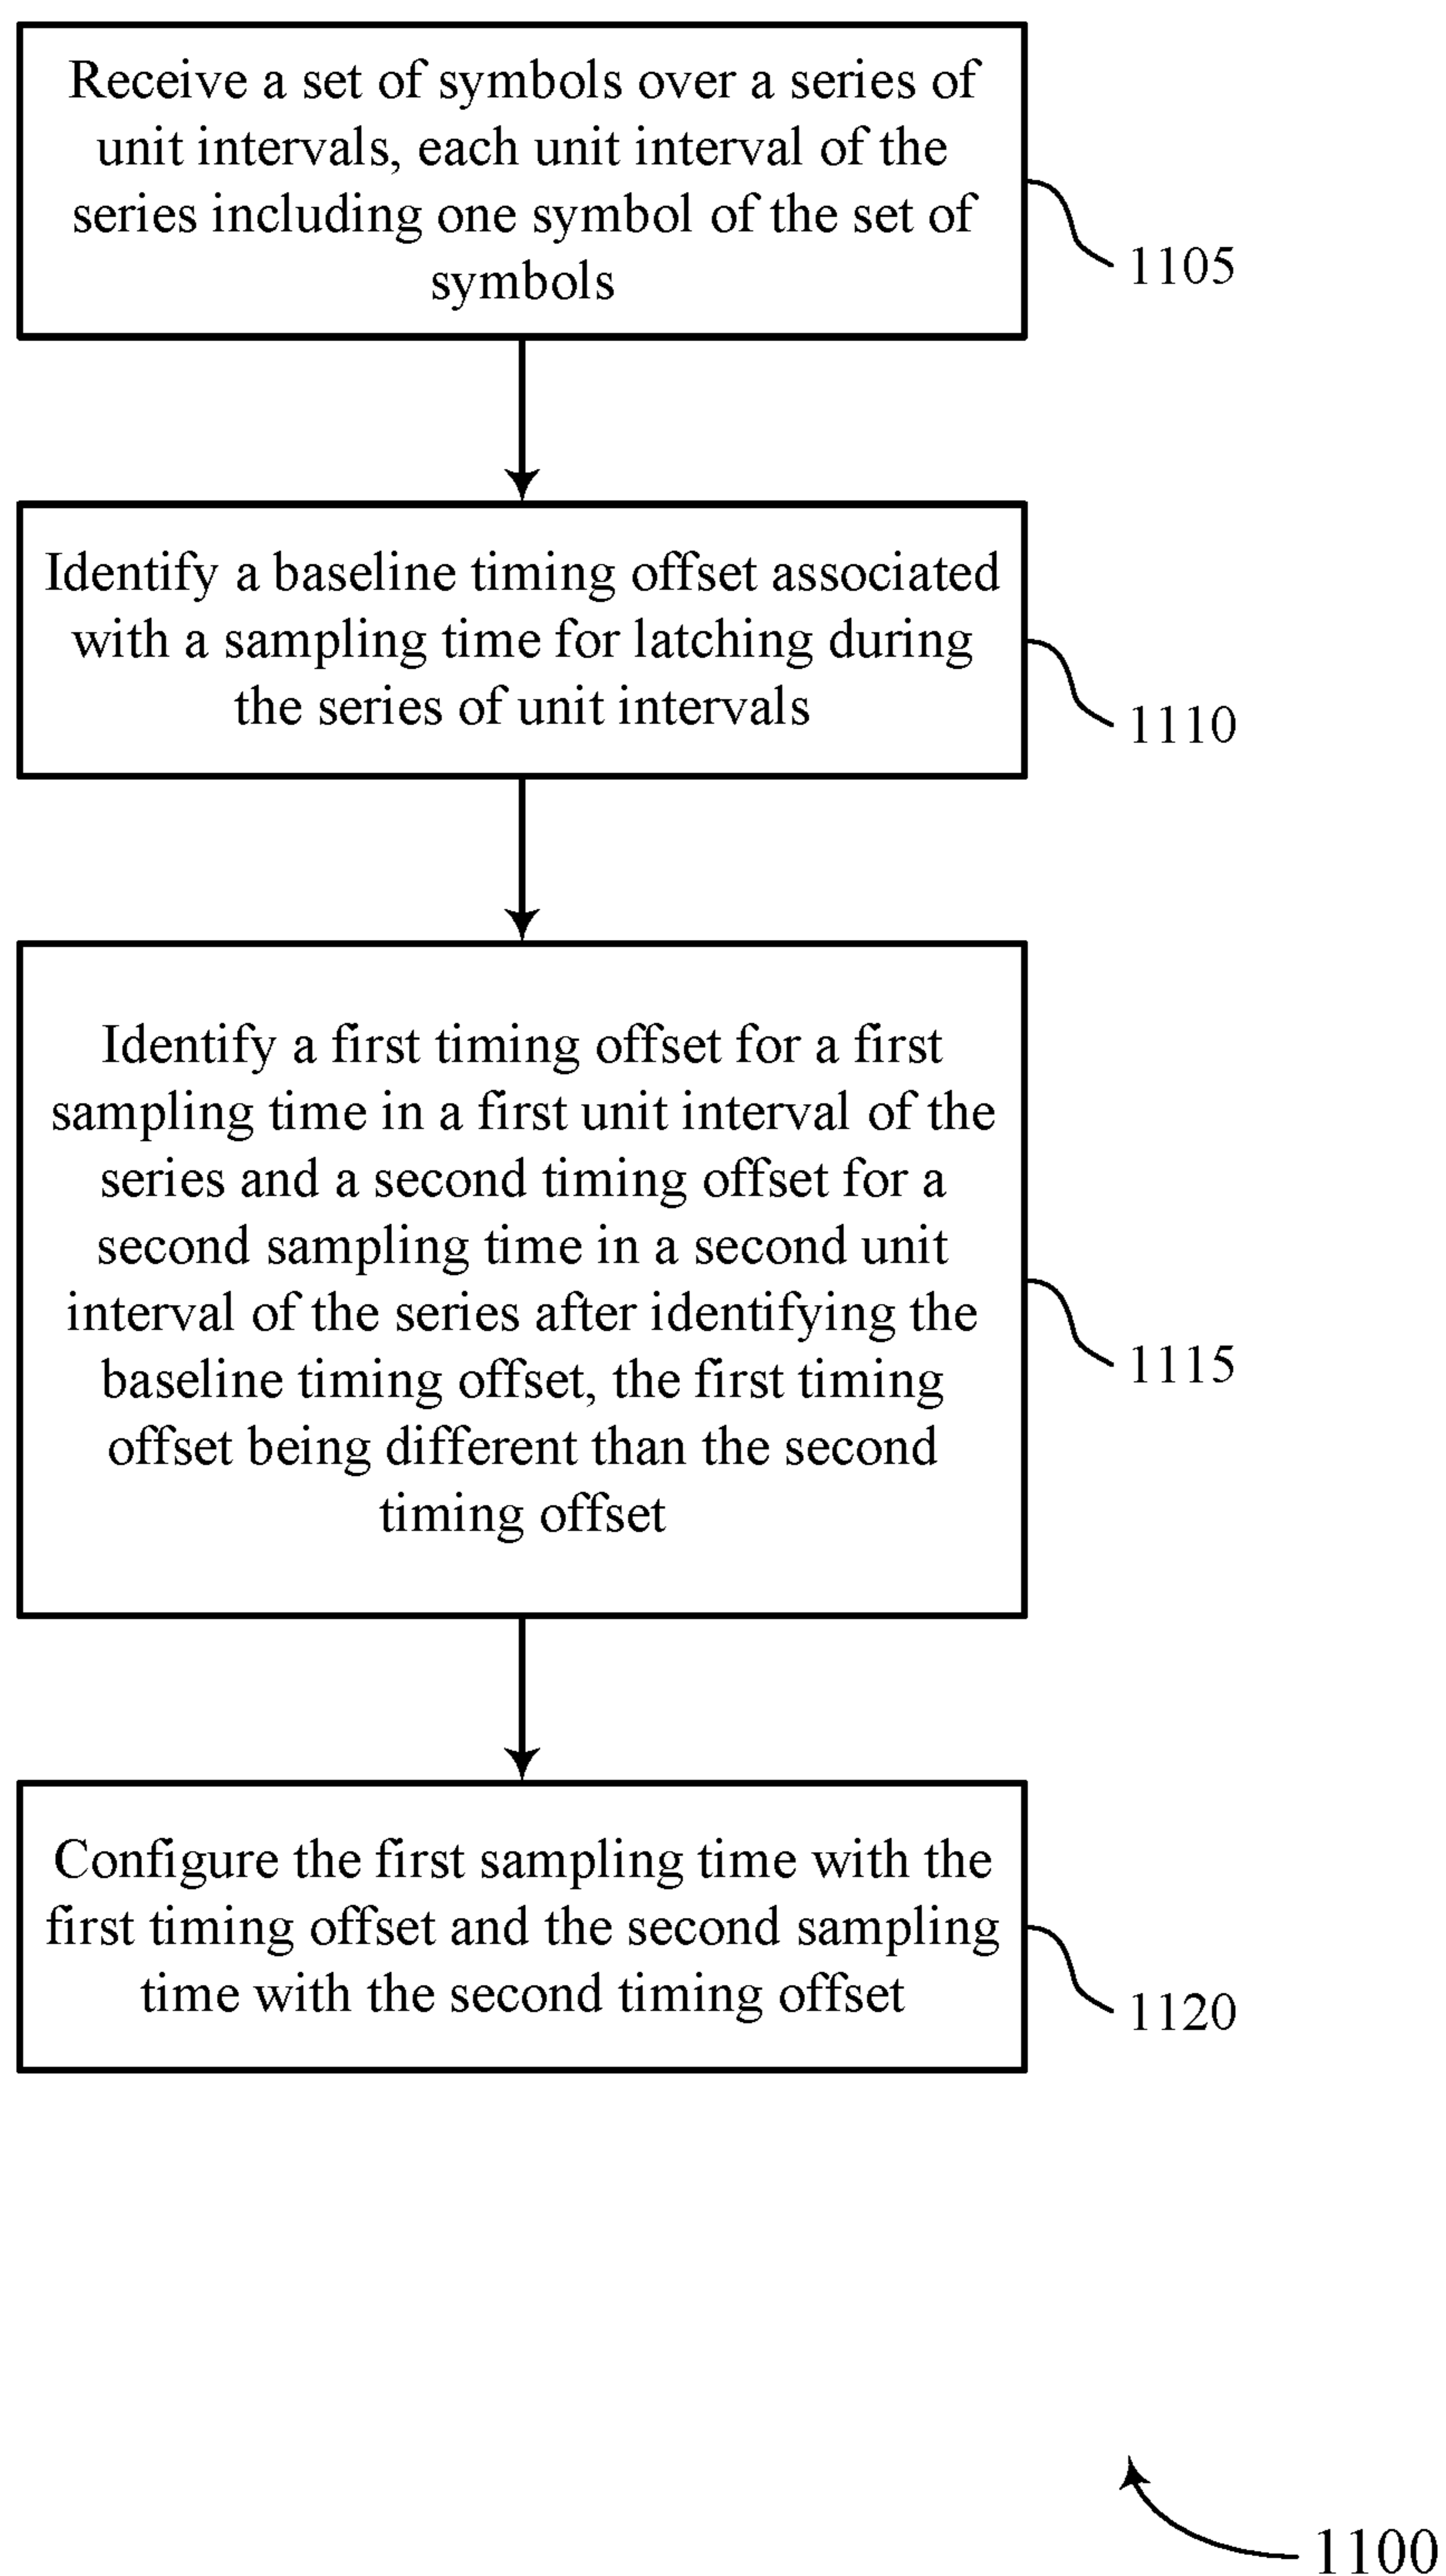 Receive a set of symbols over a series of
unit intervals, each unit interval of the
series including one symbol of the set of
symbols
1105
Identify a baseline timing offset associated
with a sampling time for latching during
the series of unit intervals
1110
Identify a first timing offset for a first
sampling time in a first unit interval of the
series and a second timing offset for a
second sampling time in a second unit
interval of the series after identifying the
baseline timing offset, the first timing
offset being different than the second
timing offset
1115
Configure the first sampling time with the
first timing offset and the second sampling
time with the second timing offset
1120
1100